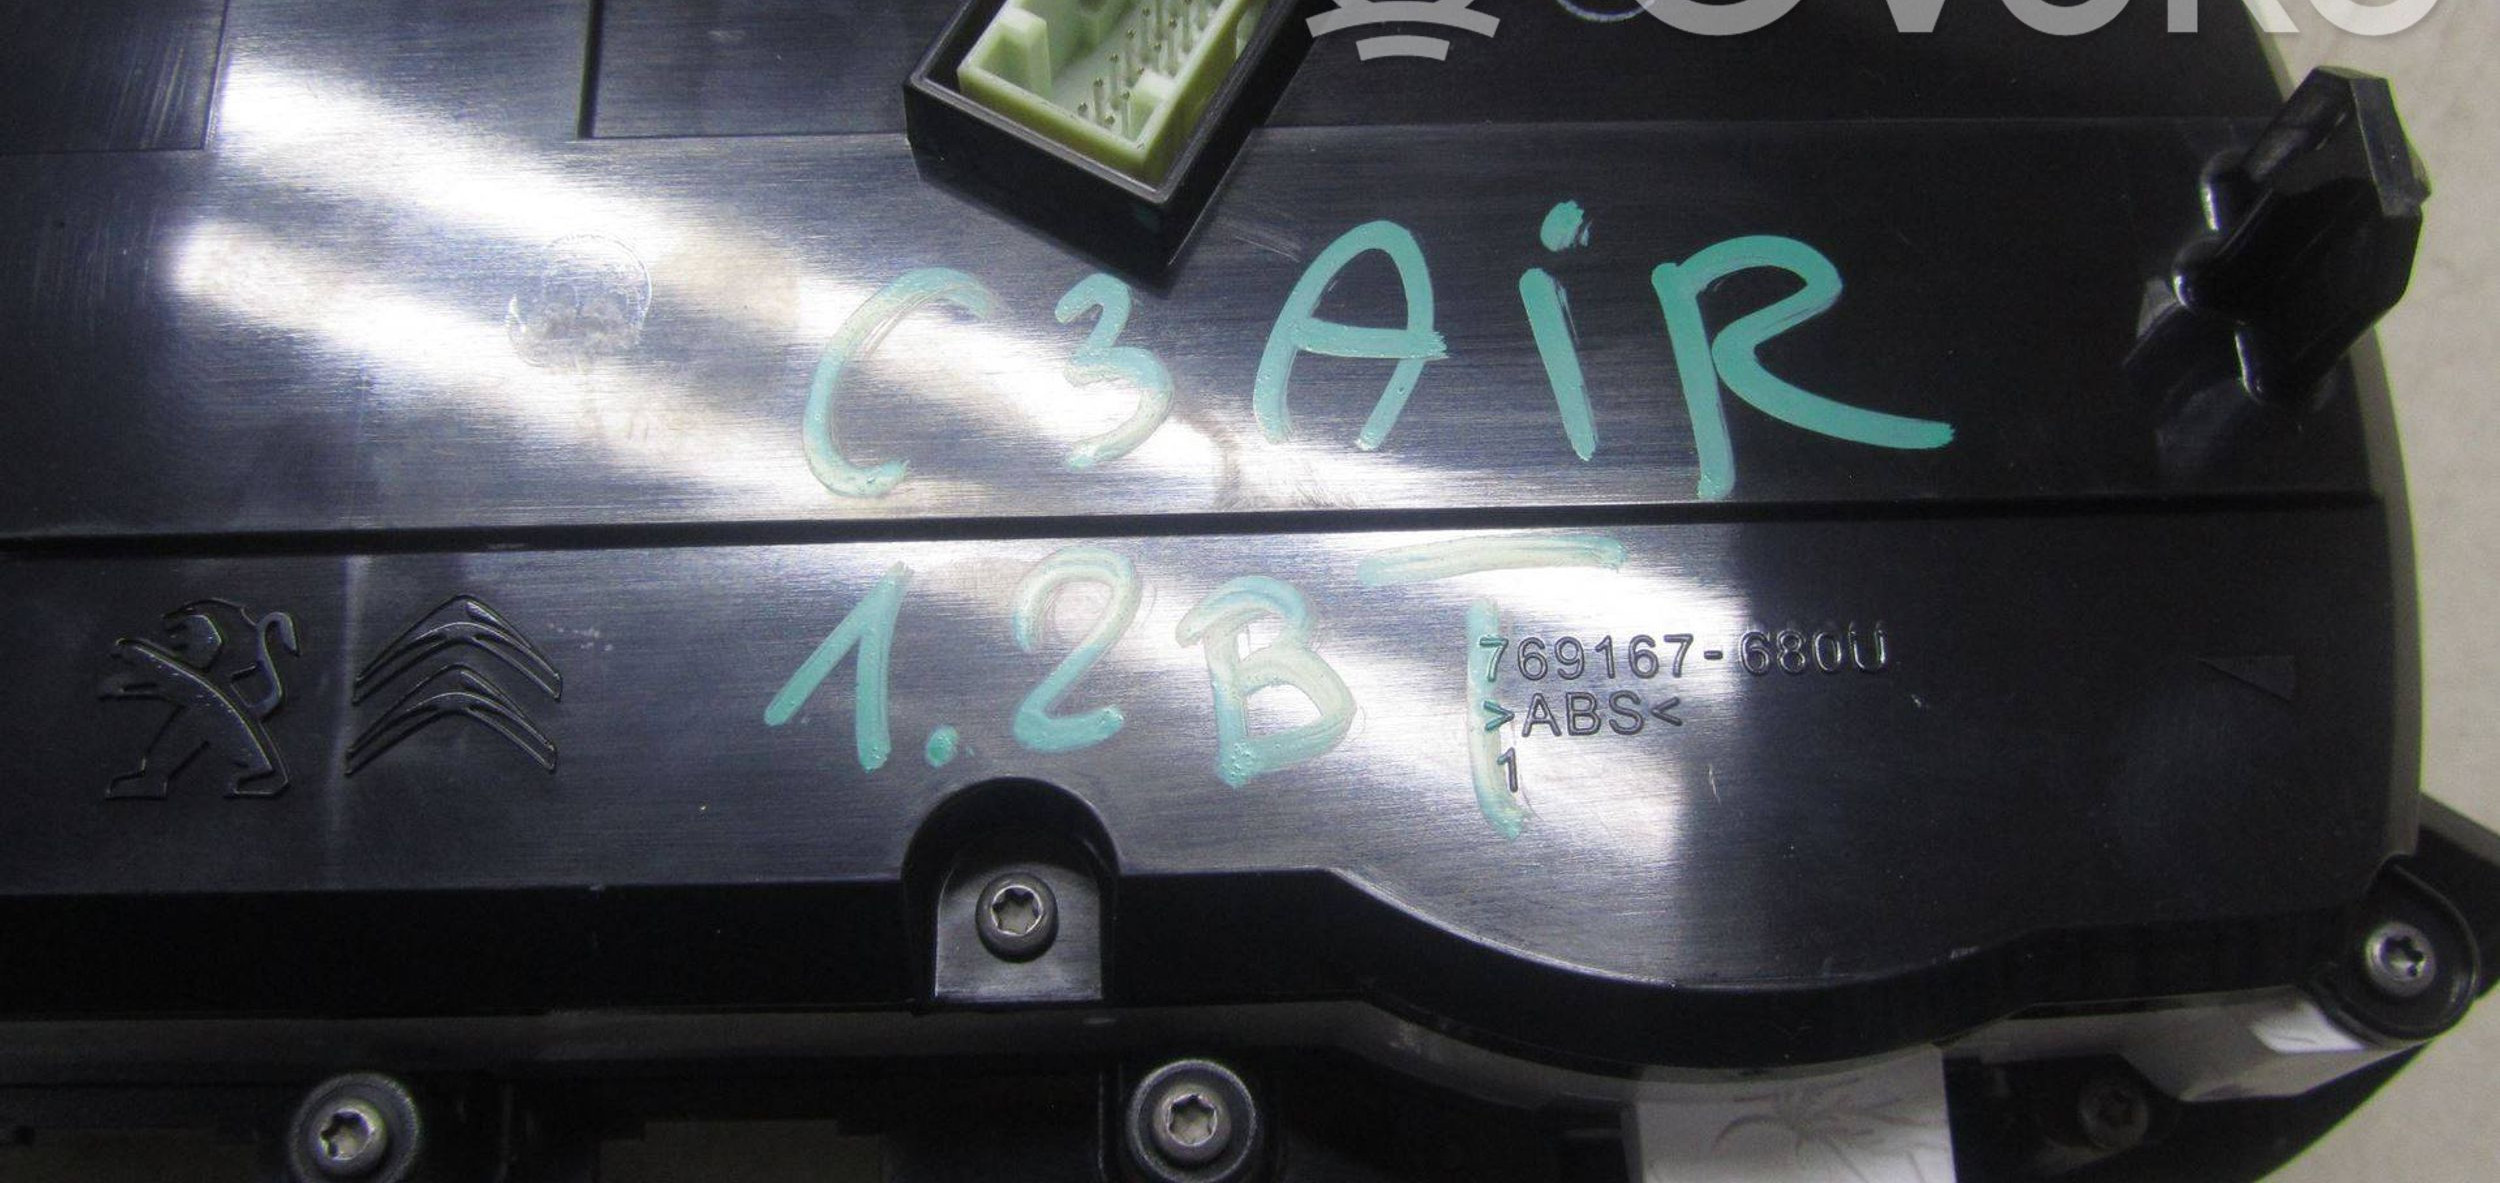 C3 AiR
1.2BT
769167-680U
>ABS<
1